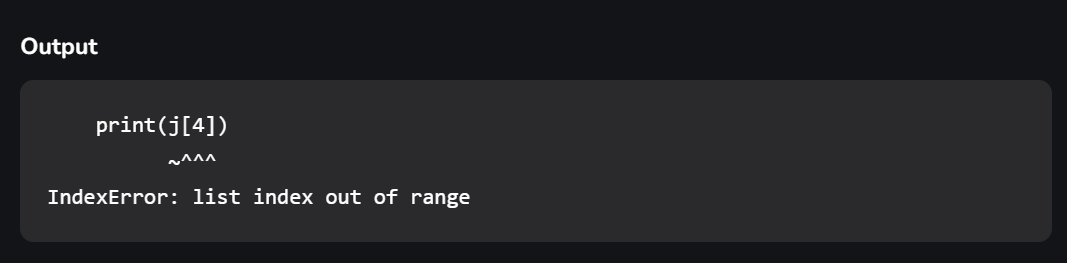 Output
    print(j[4])
          ~^^^
IndexError: list index out of range